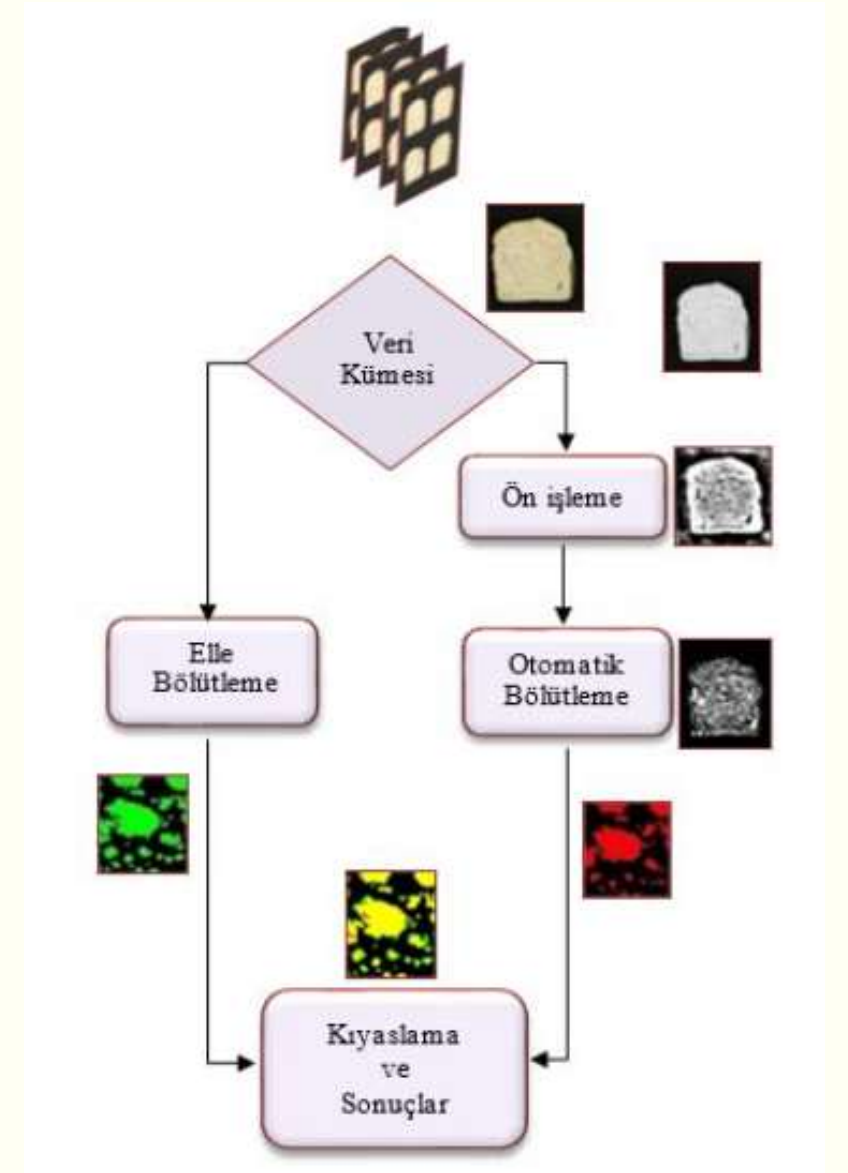 Veri
Kümesi
Ön işleme
Elle
Bölütleme
Otomatik
Bölütleme
Kıyaslama
ve
Sonuçlar